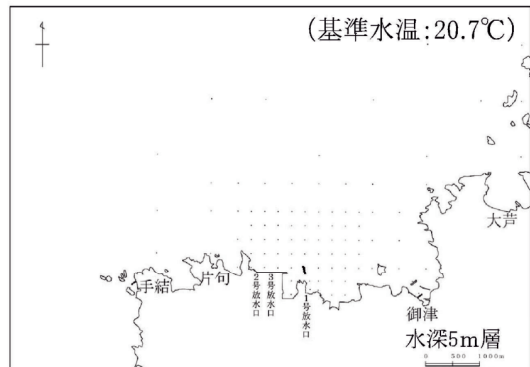 (基準水温:20.7℃)
大芦
手結
片句
2号放水口
3号放水口
1号放水口
御津
水深5m層
0 500 1000m